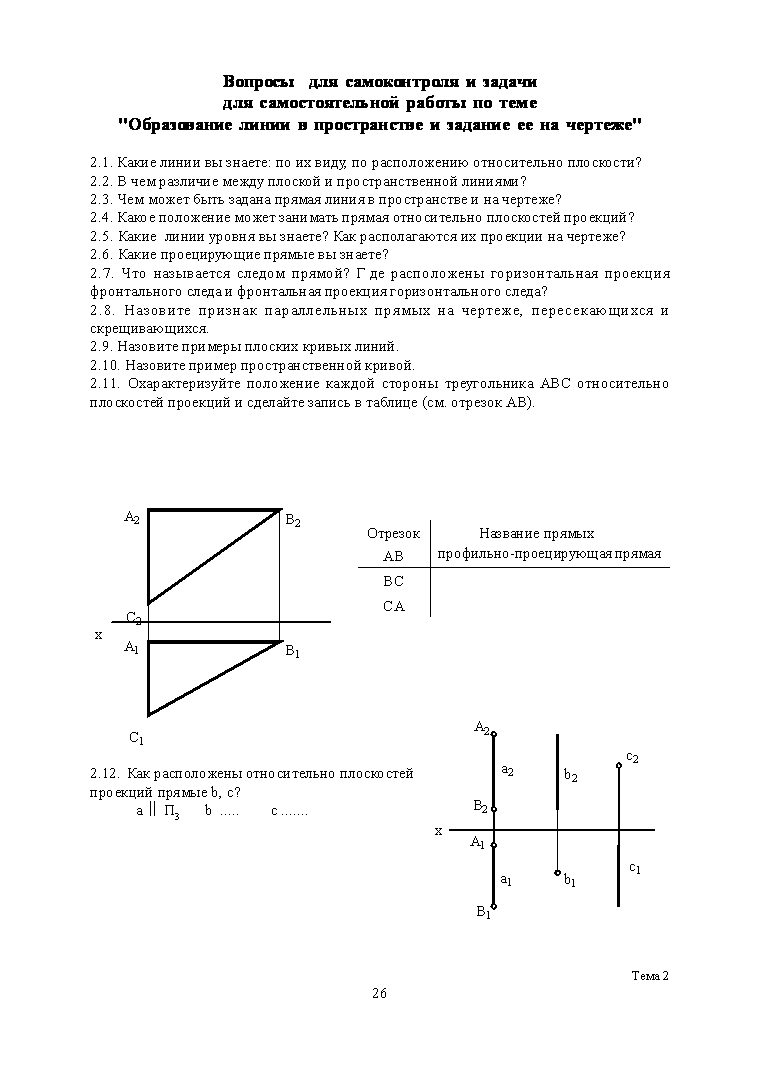 Вопросы для самоконтроля и задачи
для самостоятельной работы по теме
"Образование линии в пространстве и задание ее на чертеже"
2.1. Какие линии вы знаете: по их виду, по расположению относительно плоскости?
2.2. В чем различие между плоской и пространственной линиями?
2.3. Чем может быть задана прямая линия в пространстве и на чертеже?
2.4. Какое положение может занимать прямая относительно плоскостей проекций?
2.5. Какие линии уровня вы знаете? Как располагаются их проекции на чертеже?
2.6. Какие проецирующие прямые вы знаете?
2.7. Что называется следом прямой? Где расположены горизонтальная проекция
фронтального следа и фронтальная проекция горизонтального следа?
2.8. Назовите признак параллельных прямых на чертеже, пересекающихся и
скрещивающихся.
2.9. Назовите примеры плоских кривых линий.
2.10. Назовите пример пространственной кривой.
2.11. Охарактеризуйте положение каждой стороны треугольника АВС относительно
плоскостей проекций и сделайте запись в таблице (см. отрезок АВ).
A2
B2
C2
x
A1
B1
C1
Отрезок Название прямых
АВ профильно-проецирующая прямая
ВС
СА
2.12. Как расположены относительно плоскостей
проекций прямые b, c?
a || П3 b ..... c .......
A2
a2
B2
b2
c2
x
A1
a1
B1
b1
c1
Тема 2
26